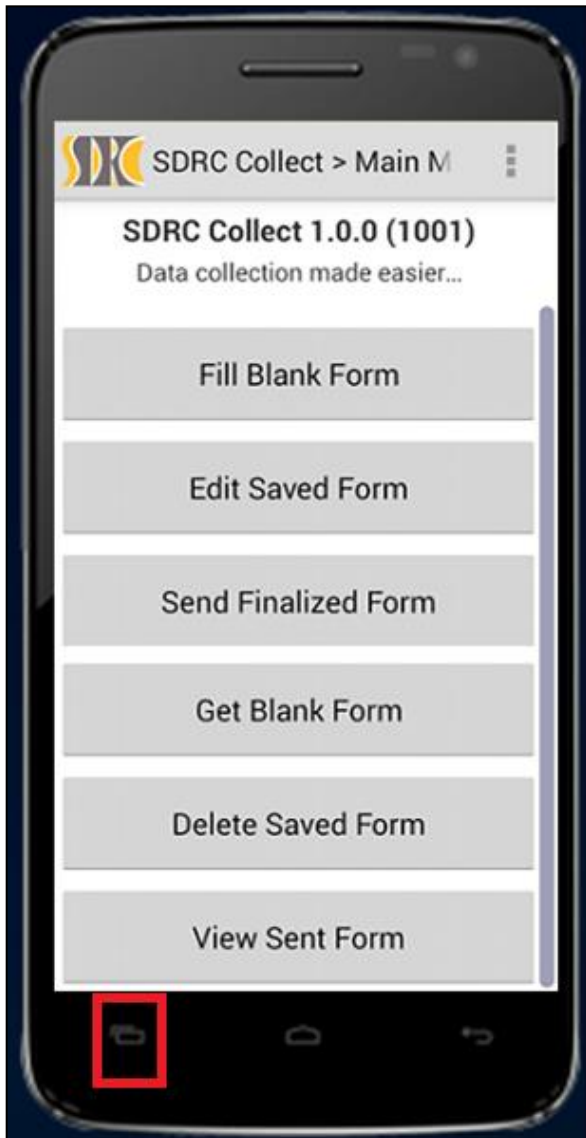 SDRC
SDRC Collect > Main M
SDRC Collect 1.0.0 (1001)
Data collection made easier...
Fill Blank Form
Edit Saved Form
Send Finalized Form
Get Blank Form
Delete Saved Form
View Sent Form